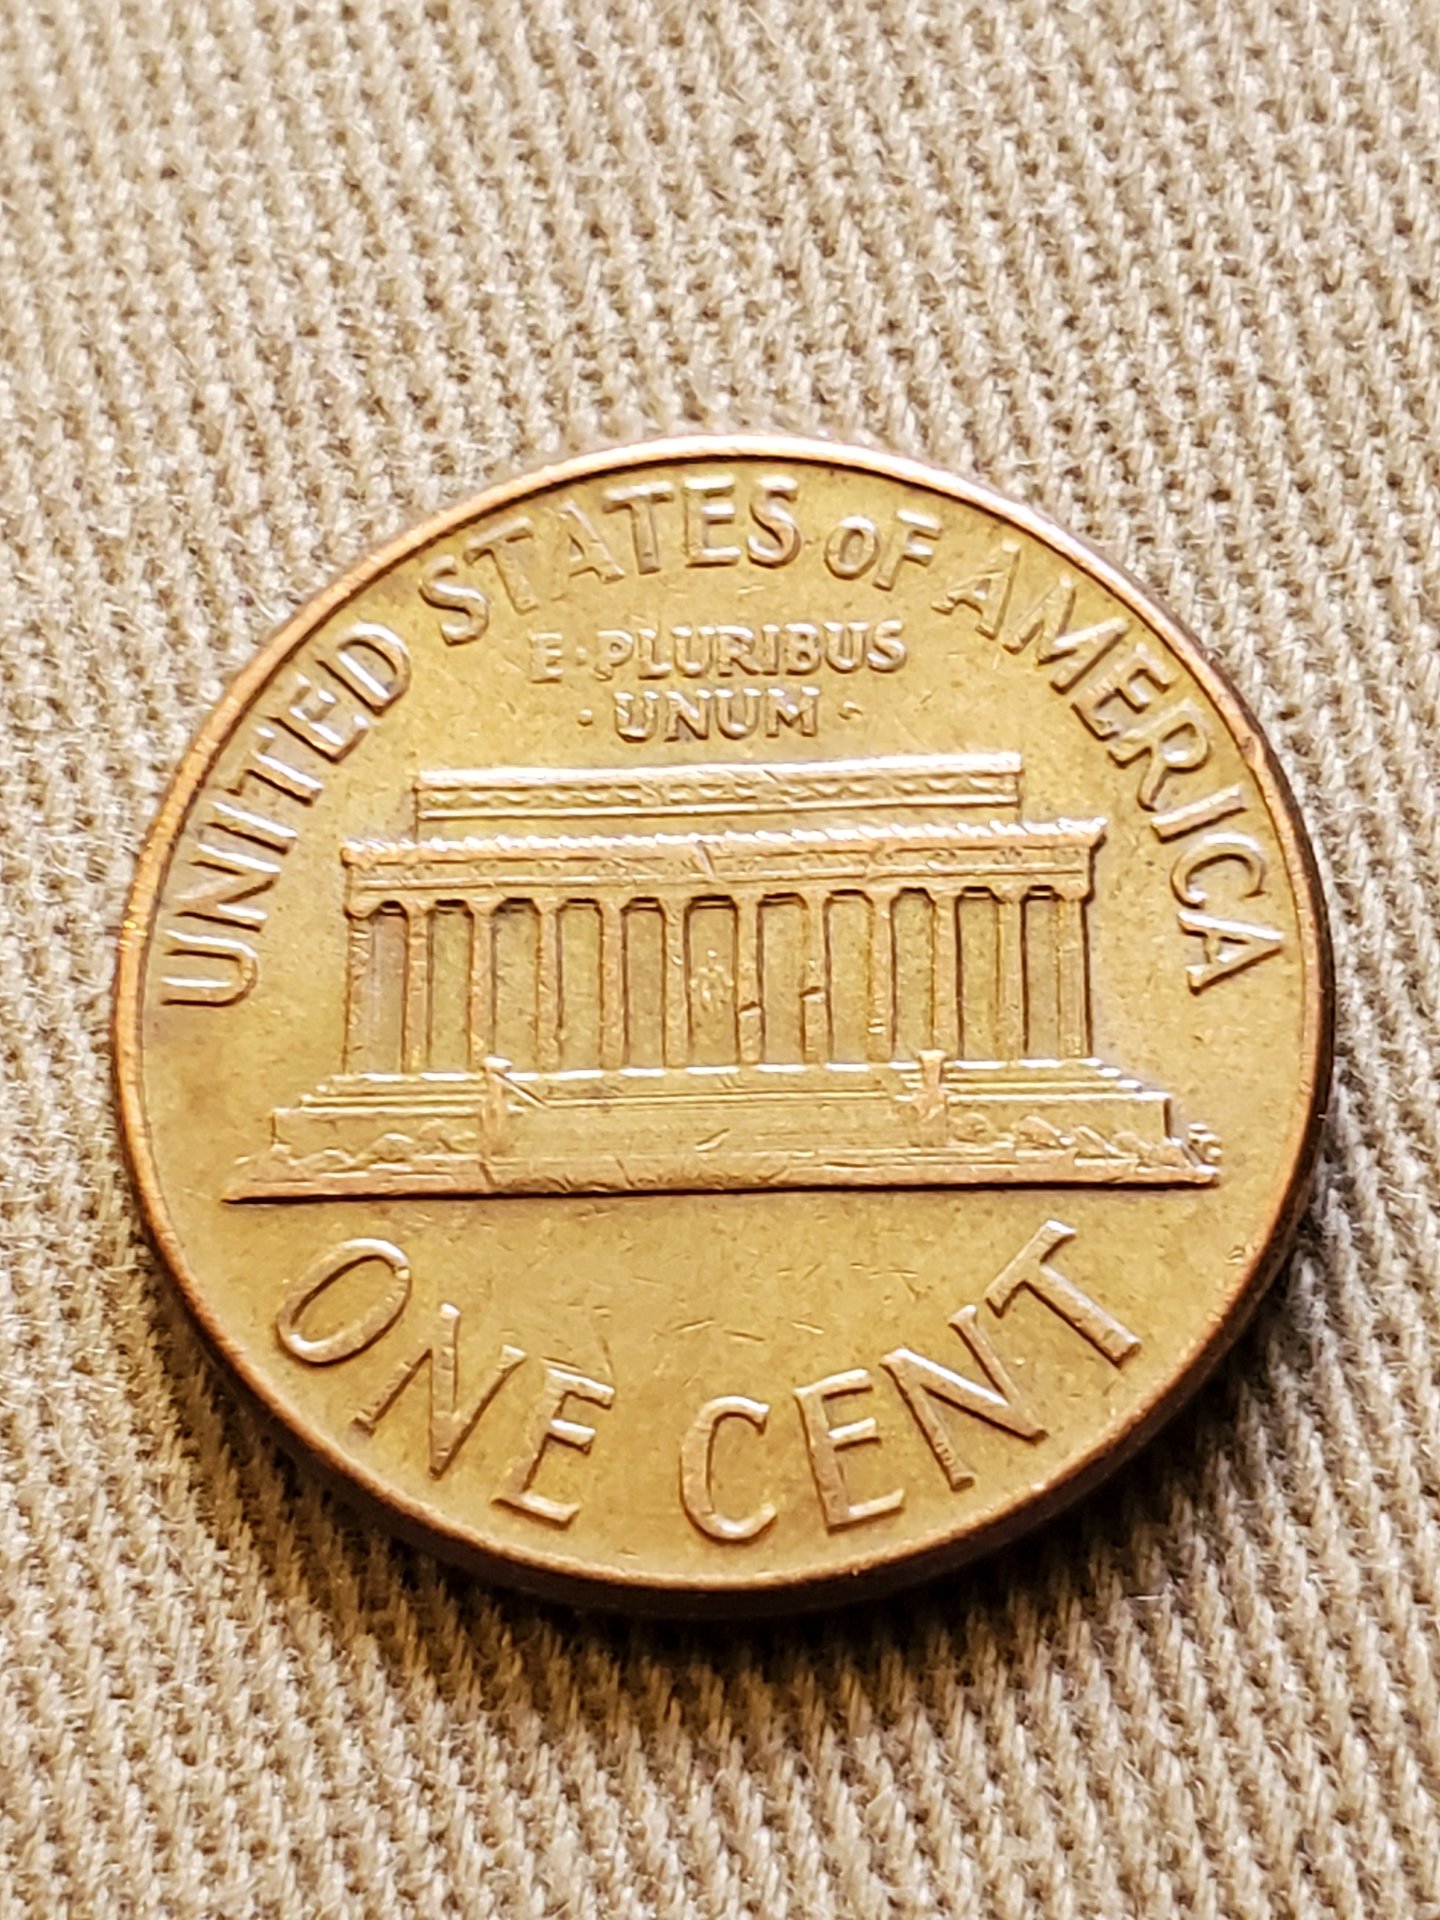 UNITED STATES OF AMERICA
E·PLURIBUS
·UNUM·
ONE CENT